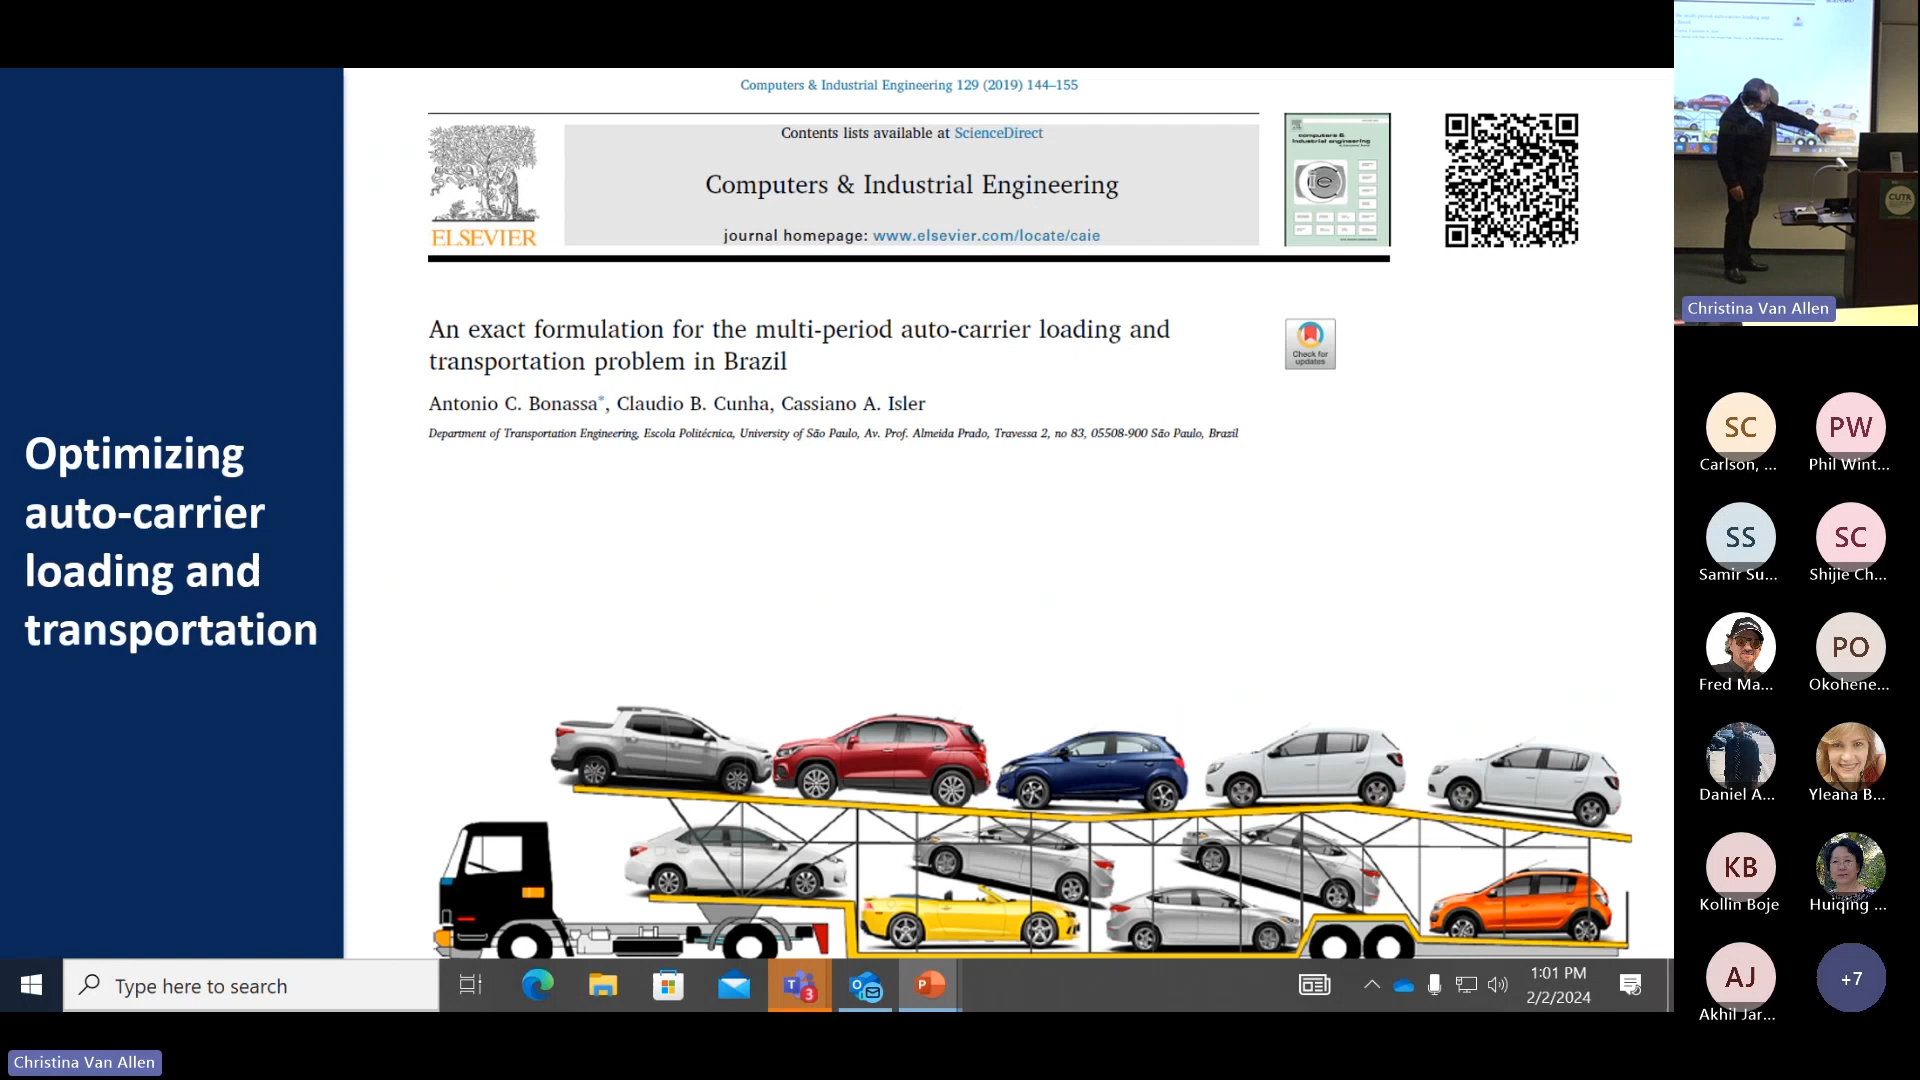 Computers & Industrial Engineering 129 (2019) 144–155
Contents lists available at ScienceDirect
Computers & Industrial Engineering
journal homepage: www.elsevier.com/locate/caie
ELSEVIER
computers &
industrial engineering
ie
An exact formulation for the multi-period auto-carrier loading and
transportation problem in Brazil
Check for
updates
Antonio C. Bonassa*, Claudio B. Cunha, Cassiano A. Isler
Department of Transportation Engineering, Escola Politécnica, University of São Paulo, Av. Prof. Almeida Prado, Travessa 2, no 83, 05508-900 São Paulo, Brazil
Optimizing
auto-carrier
loading and
transportation
Type here to search
T 3
O
P
1:01 PM
2/2/2024
Christina Van Allen
CUTR
Christina Van Allen
SC
Carlson, ...
PW
Phil Wint...
SS
Samir Su...
SC
Shijie Ch...
Fred Ma...
PO
Okohene...
Daniel A...
Yleana B...
KB
Kollin Boje
Huiqing ...
AJ
Akhil Jar...
+7